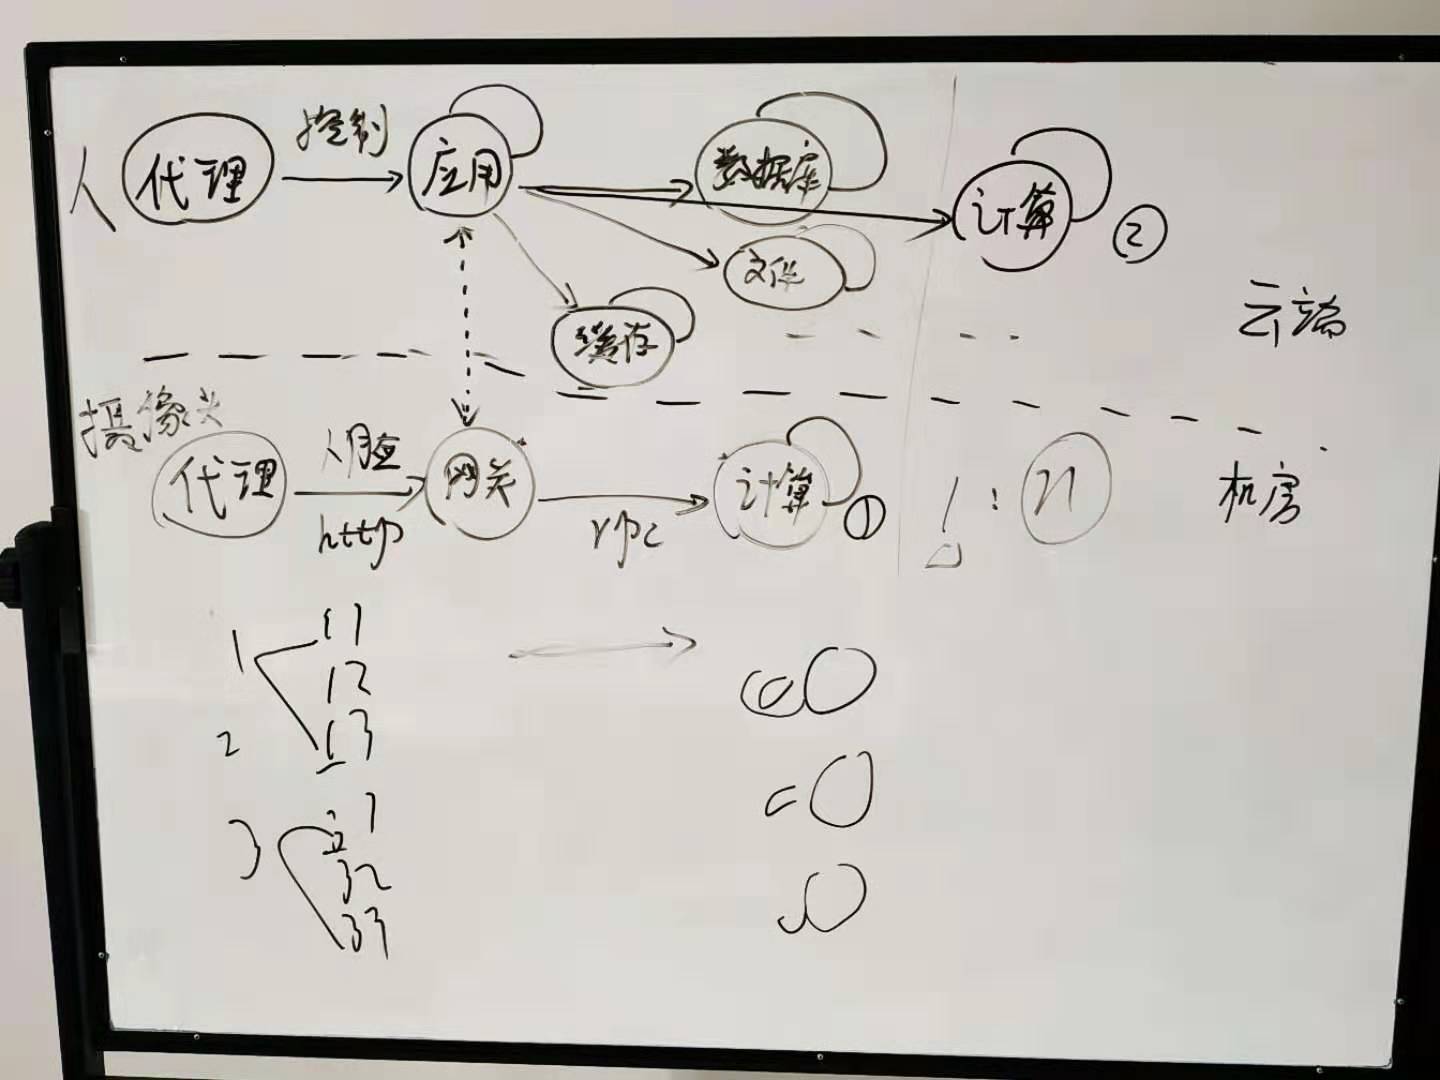 控制
人 代理 应用 数据库 计算 ②
文件
缓存
云端
摄像头
代理 人脸 网关 计算 ① 1 : n 机房
http rpc
1 11
12
2 13
31
3 32
33